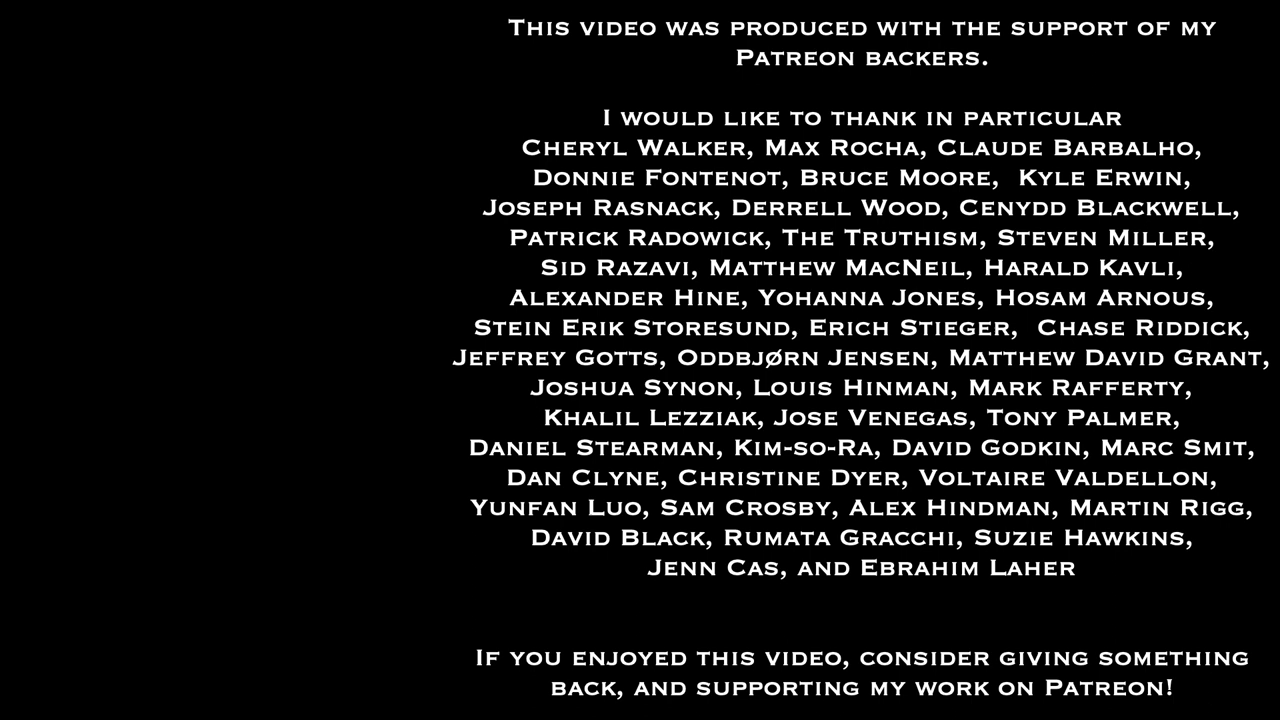 This video was produced with the support of my
Patreon backers.
I would like to thank in particular
Cheryl Walker, Max Rocha, Claude Barbalho,
Donnie Fontenot, Bruce Moore,  Kyle Erwin,
Joseph Rasnack, Derrell Wood, Cenydd Blackwell,
Patrick Radowick, The Truthism, Steven Miller,
Sid Razavi, Matthew MacNeil, Harald Kavli,
Alexander Hine, Yohanna Jones, Hosam Arnous,
Stein Erik Storesund, Erich Stieger,  Chase Riddick,
Jeffrey Gotts, Oddbjørn Jensen, Matthew David Grant,
Joshua Synon, Louis Hinman, Mark Rafferty,
Khalil Lezziak, Jose Venegas, Tony Palmer,
Daniel Stearman, Kim-so-Ra, David Godkin, Marc Smit,
Dan Clyne, Christine Dyer, Voltaire Valdellon,
Yunfan Luo, Sam Crosby, Alex Hindman, Martin Rigg,
David Black, Rumata Gracchi, Suzie Hawkins,
Jenn Cas, and Ebrahim Laher
If you enjoyed this video, consider giving something
back, and supporting my work on Patreon!